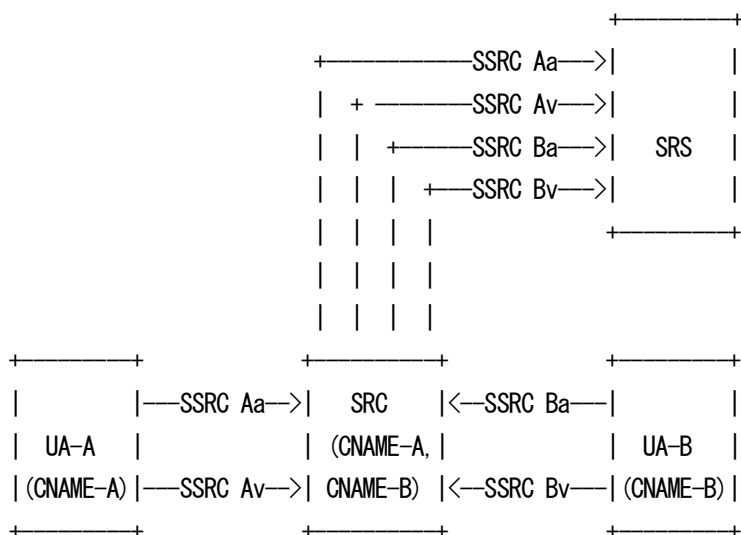 SSRC Aa
SSRC Av
SSRC Ba SRS
SSRC Bv
SSRC Aa SRC SSRC Ba
UA-A (CNAME-A, UA-B
(CNAME-A) SSRC Av CNAME-B) SSRC Bv (CNAME-B)